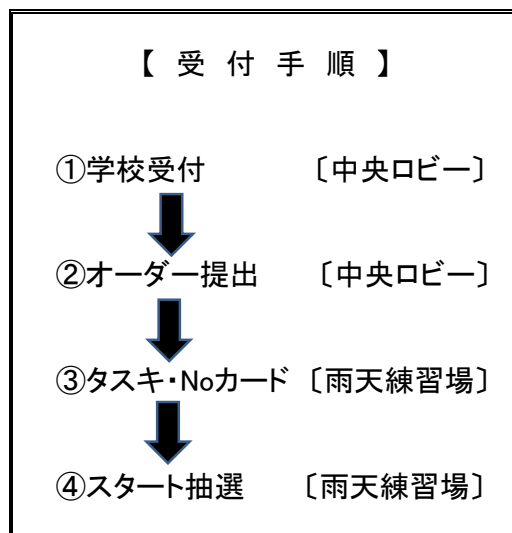 【 受 付 手 順 】
①学校受付 〔中央ロビー〕
②オーダー提出 〔中央ロビー〕
③タスキ・Noカード 〔雨天練習場〕
④スタート抽選 〔雨天練習場〕